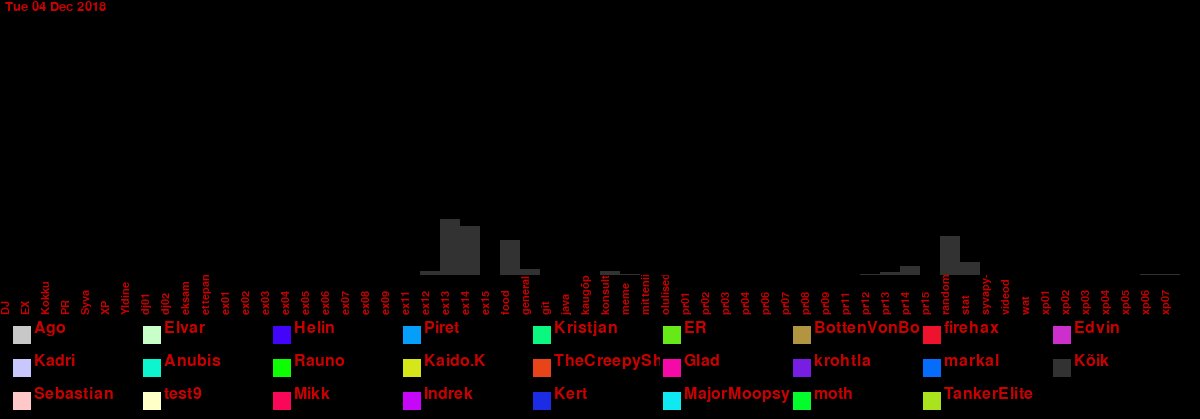 Tue 04 Dec 2018
DJ EX Kokku PR Syva XP Yldine dj01 dj02 eksam ettepan ex01 ex02 ex03 ex04 ex05 ex06 ex07 ex08 ex09 ex11 ex12 ex13 ex14 ex15 food general git java kaugõp konsult meme mitteni olulised pr01 pr02 pr03 pr04 pr06 pr07 pr08 pr09 pr11 pr12 pr13 pr14 pr15 random stat syvapy- videod wat xp01 xp02 xp03 xp04 xp05 xp06 xp07
Ago Elvar Helin Piret Kristjan ER BottenVonBo firehax Edvin
Kadri Anubis Rauno Kaido.K TheCreepySh Glad krohtla markal Kõik
Sebastian test9 Mikk Indrek Kert MajorMoopsy moth TankerElite